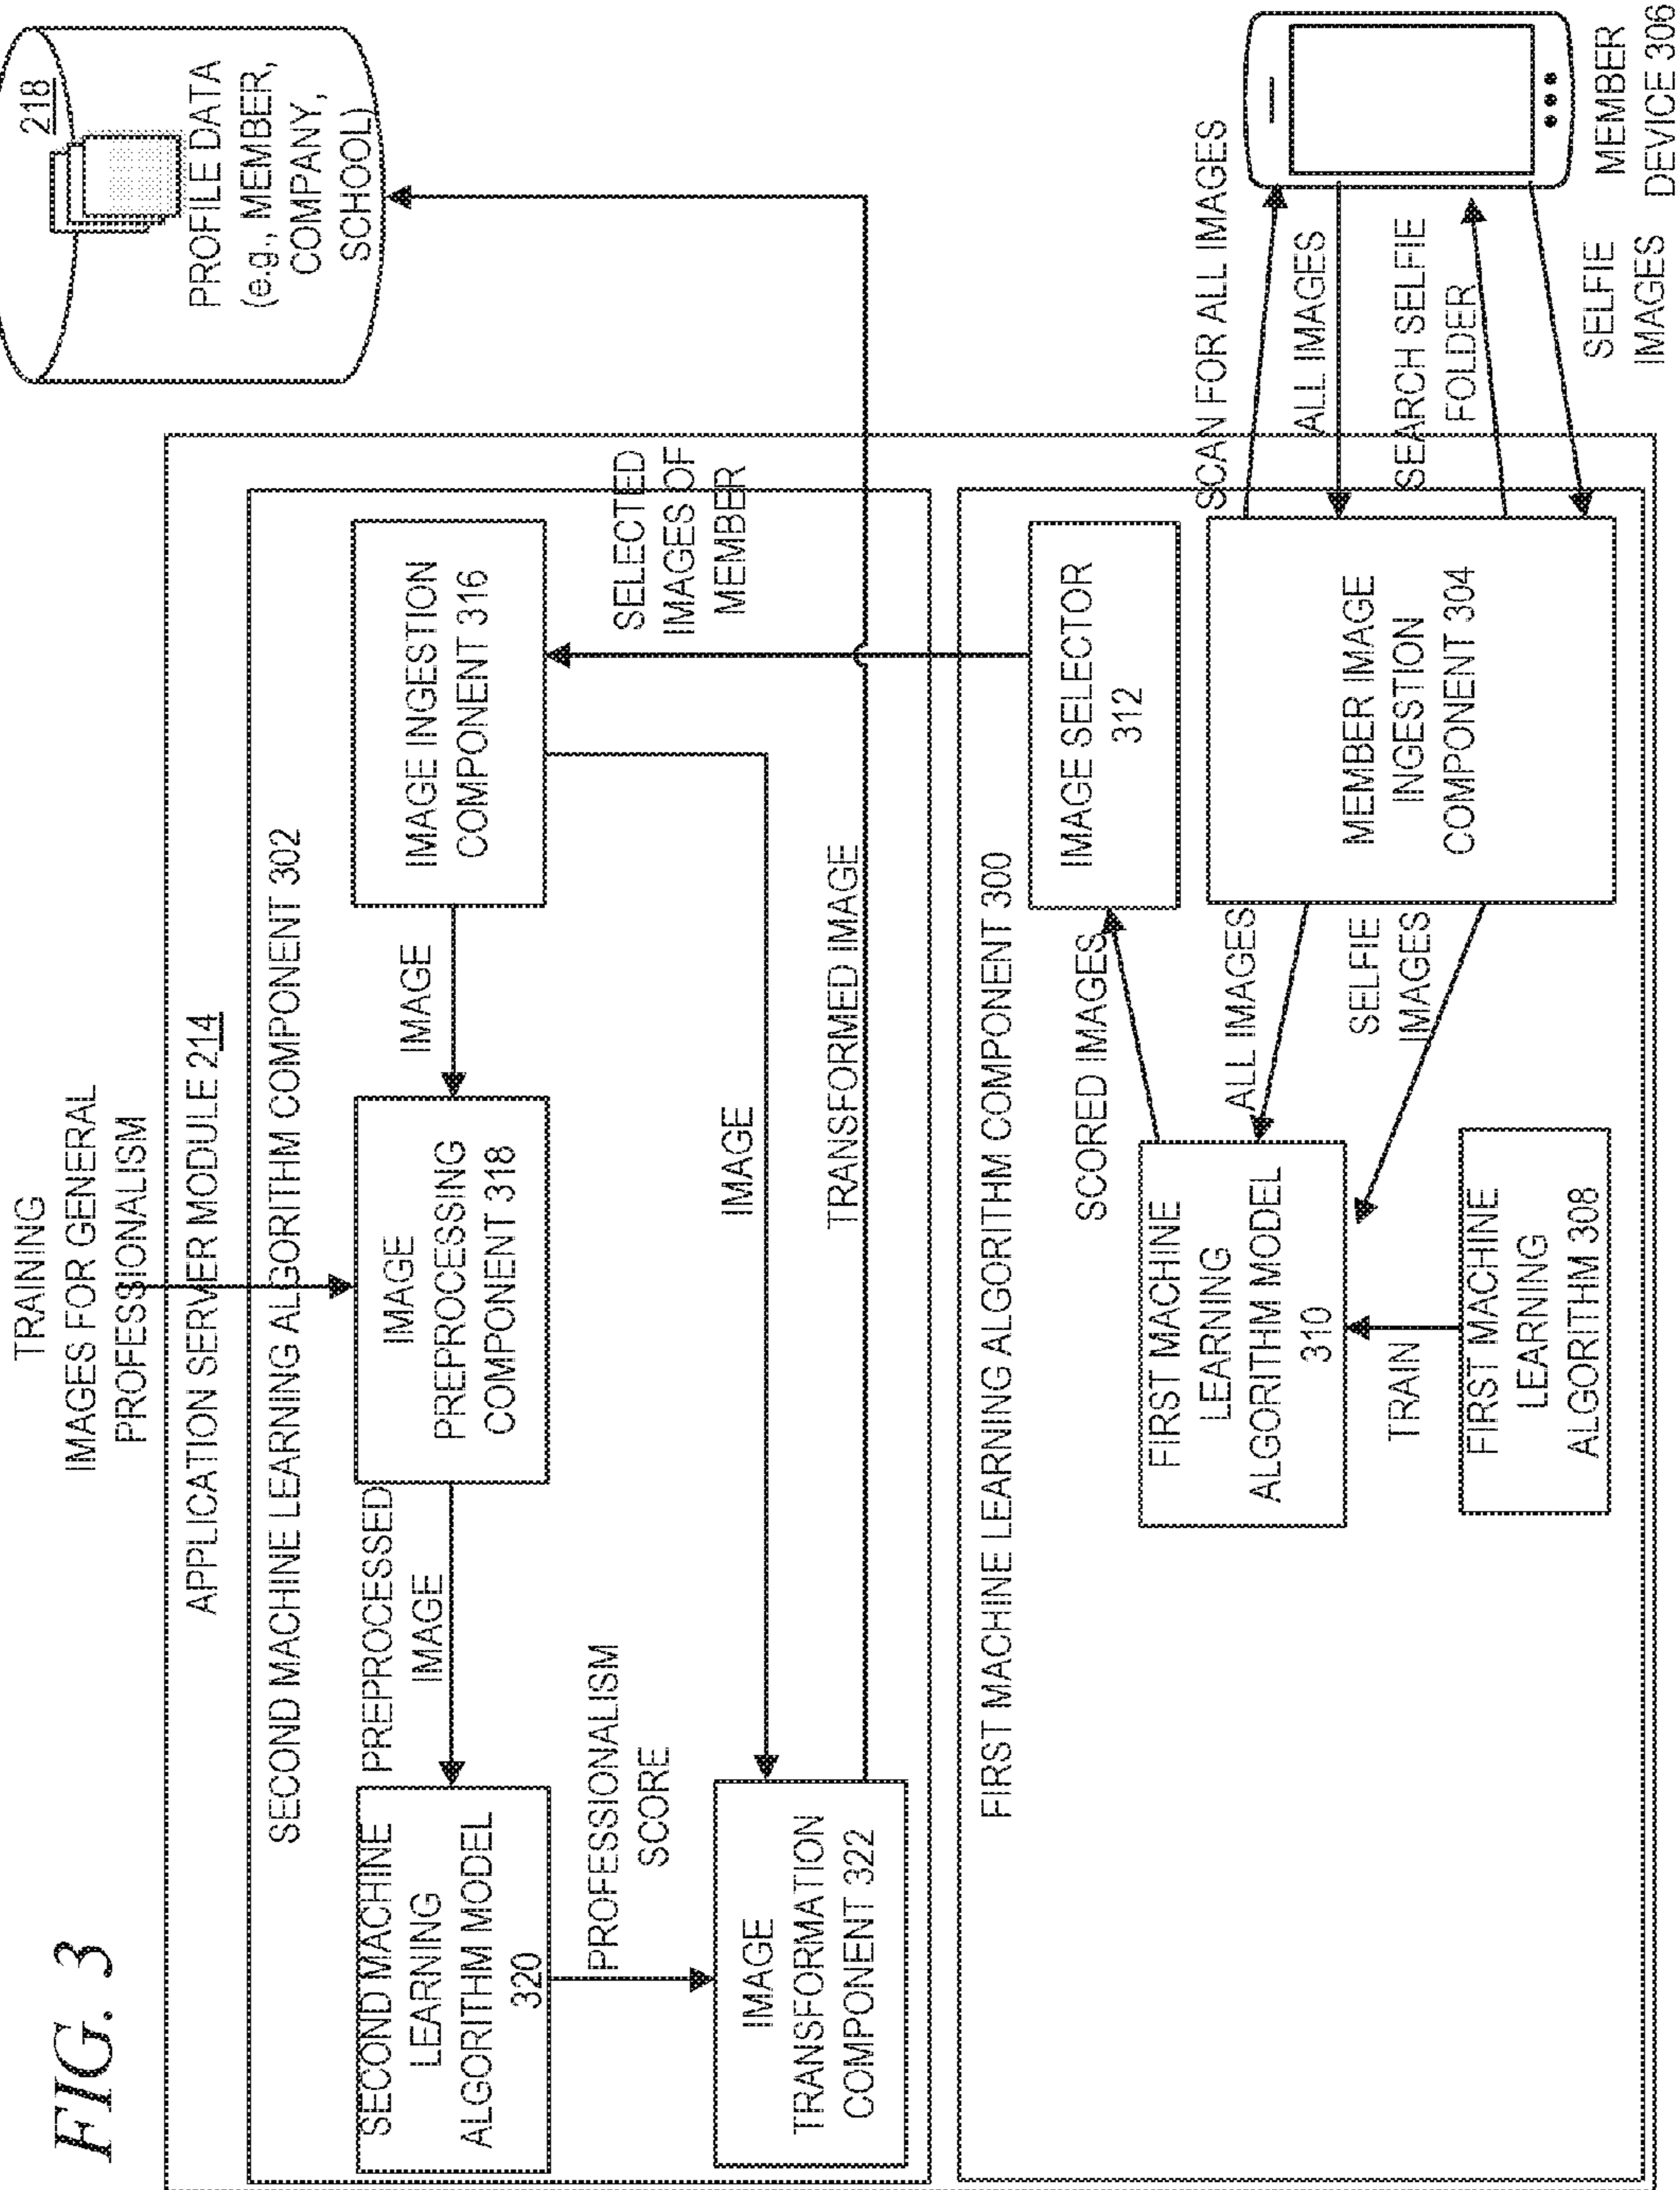 FIG. 3
TRAINING
IMAGES FOR GENERAL
PROFESSIONALISM
218
PROFILE DATA
(e.g., MEMBER,
COMPANY,
SCHOOL)
APPLICATION SERVER MODULE 214
SECOND MACHINE LEARNING ALGORITHM COMPONENT 302
SECOND MACHINE
LEARNING
ALGORITHM MODEL
320
PREPROCESSED
IMAGE
IMAGE
PREPROCESSING
COMPONENT 318
IMAGE
IMAGE INGESTION
COMPONENT 316
SELECTED
IMAGES OF
MEMBER
PROFESSIONALISM
SCORE
IMAGE
IMAGE
TRANSFORMATION
COMPONENT 322
TRANSFORMED IMAGE
FIRST MACHINE LEARNING ALGORITHM COMPONENT 300
SCORED IMAGES
IMAGE SELECTOR
312
FIRST MACHINE
LEARNING
ALGORITHM MODEL
310
ALL IMAGES
SELFIE
IMAGES
MEMBER IMAGE
INGESTION
COMPONENT 304
TRAIN
FIRST MACHINE
LEARNING
ALGORITHM 308
SCAN FOR ALL IMAGES
ALL IMAGES
SEARCH SELFIE
FOLDER
SELFIE
IMAGES
MEMBER
DEVICE 306